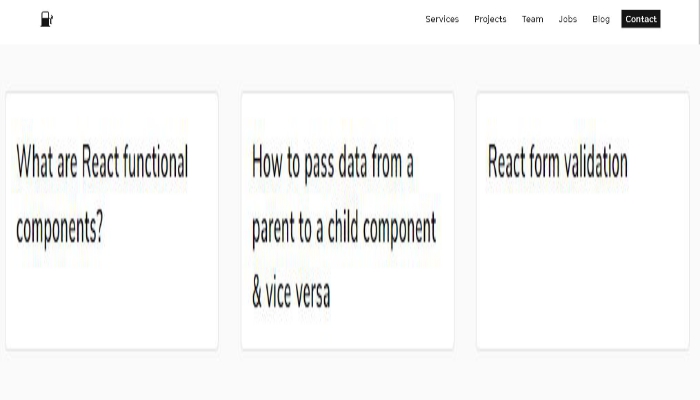 Services Projects Team Jobs Blog Contact
What are React functional
components?
How to pass data from a
parent to a child component
& vice versa
React form validation